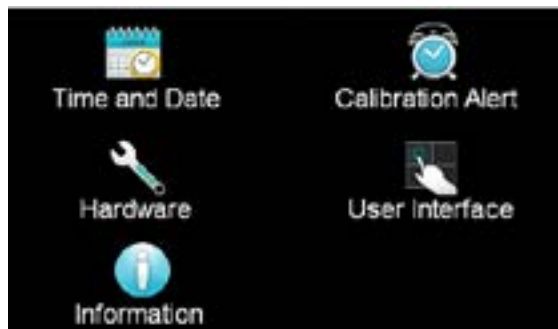 Time and Date
Calibration Alert
Hardware
User Interface
Information